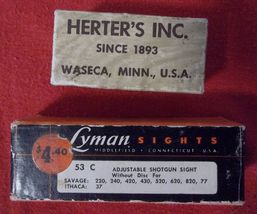 HERTER'S INC.
SINCE 1893
WASECA, MINN., U.S.A.
$4.40
Lyman SIGHTS
MIDDLEFIELD • CONNECTICUT U.S.A.
53 C
ADJUSTABLE SHOTGUN SIGHT
Without Disc For
SAVAGE: 220, 240, 420, 430, 520, 620, 820, 77
ITHACA: 37